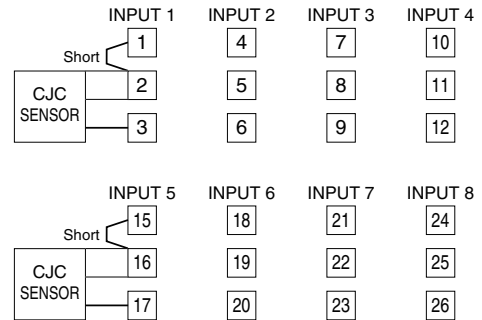 INPUT 1 INPUT 2 INPUT 3 INPUT 4
1 4 7 10
Short
2 5 8 11
CJC
SENSOR
3 6 9 12
INPUT 5 INPUT 6 INPUT 7 INPUT 8
15 18 21 24
Short
16 19 22 25
CJC
SENSOR
17 20 23 26